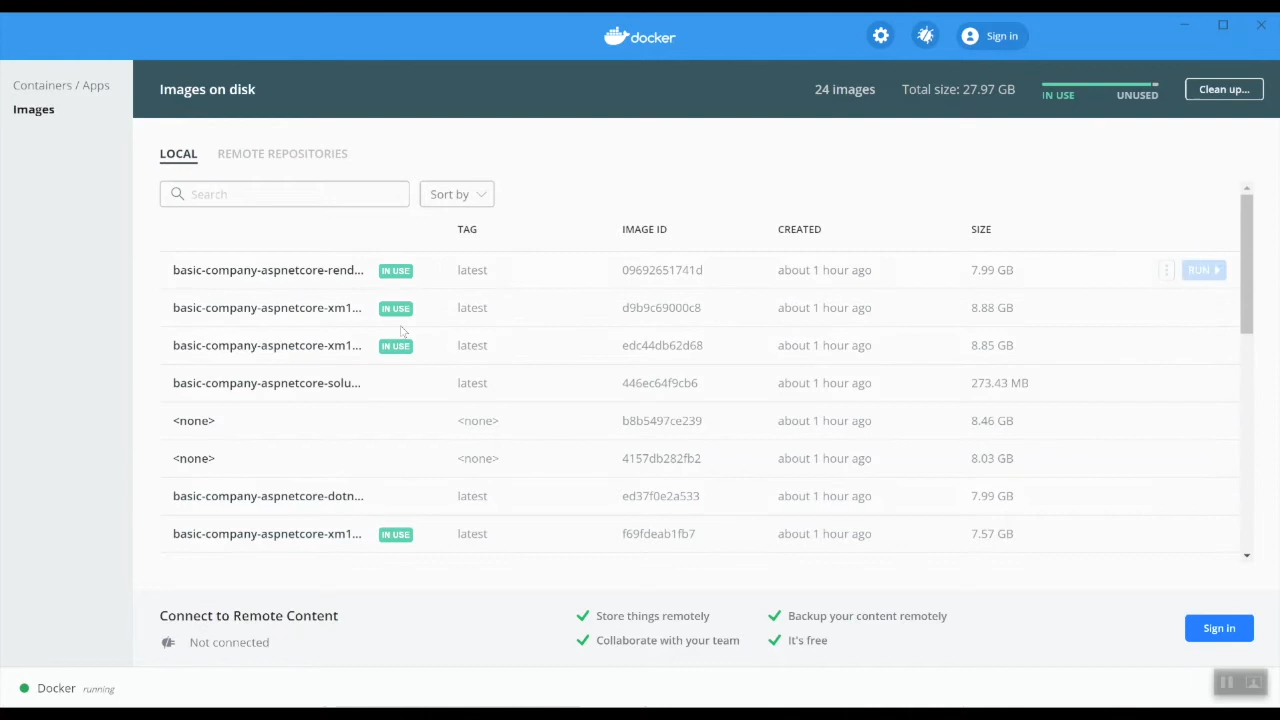 docker
Sign in
Containers / Apps
Images
Images on disk
24 images
Total size: 27.97 GB
IN USE
UNUSED
Clean up...
LOCAL
REMOTE REPOSITORIES
Search
Sort by
TAG IMAGE ID CREATED SIZE
basic-company-aspnetcore-rend... IN USE latest 09692651741d about 1 hour ago 7.99 GB RUN
basic-company-aspnetcore-xm1... IN USE latest d9b9c69000c8 about 1 hour ago 8.88 GB
basic-company-aspnetcore-xm1... IN USE latest edc44db62d68 about 1 hour ago 8.85 GB
basic-company-aspnetcore-solu... latest 446ec64f9cb6 about 1 hour ago 273.43 MB
<none> <none> b8b5497ce239 about 1 hour ago 8.46 GB
<none> <none> 4157db282fb2 about 1 hour ago 8.03 GB
basic-company-aspnetcore-dotn... latest ed37f0e2a533 about 1 hour ago 7.99 GB
basic-company-aspnetcore-xm1... IN USE latest f69fdeab1fb7 about 1 hour ago 7.57 GB
Connect to Remote Content
Not connected
Store things remotely
Backup your content remotely
Collaborate with your team
It's free
Sign in
Docker running